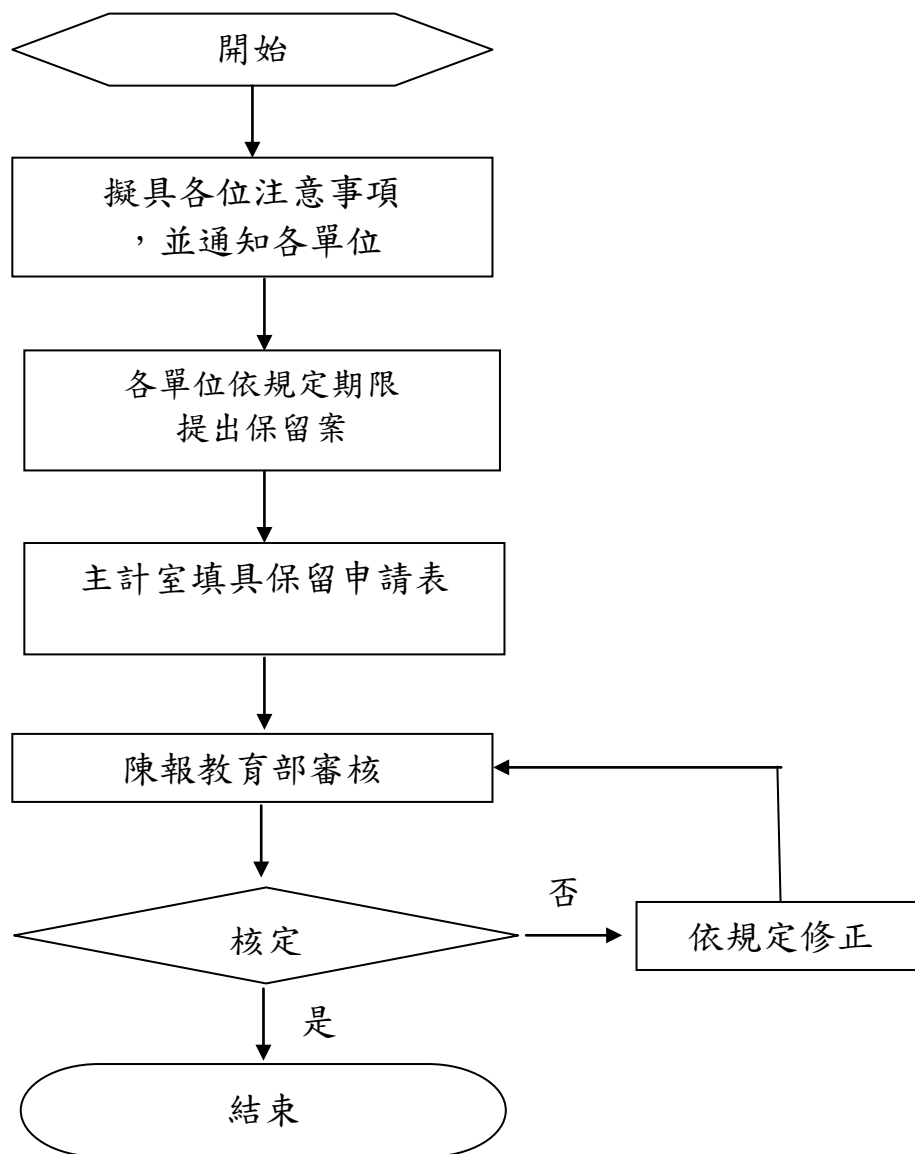 開始
擬具各位注意事項
，並通知各單位
各單位依規定期限
提出保留案
主計室填具保留申請表
陳報教育部審核
否
核定
依規定修正
是
結束